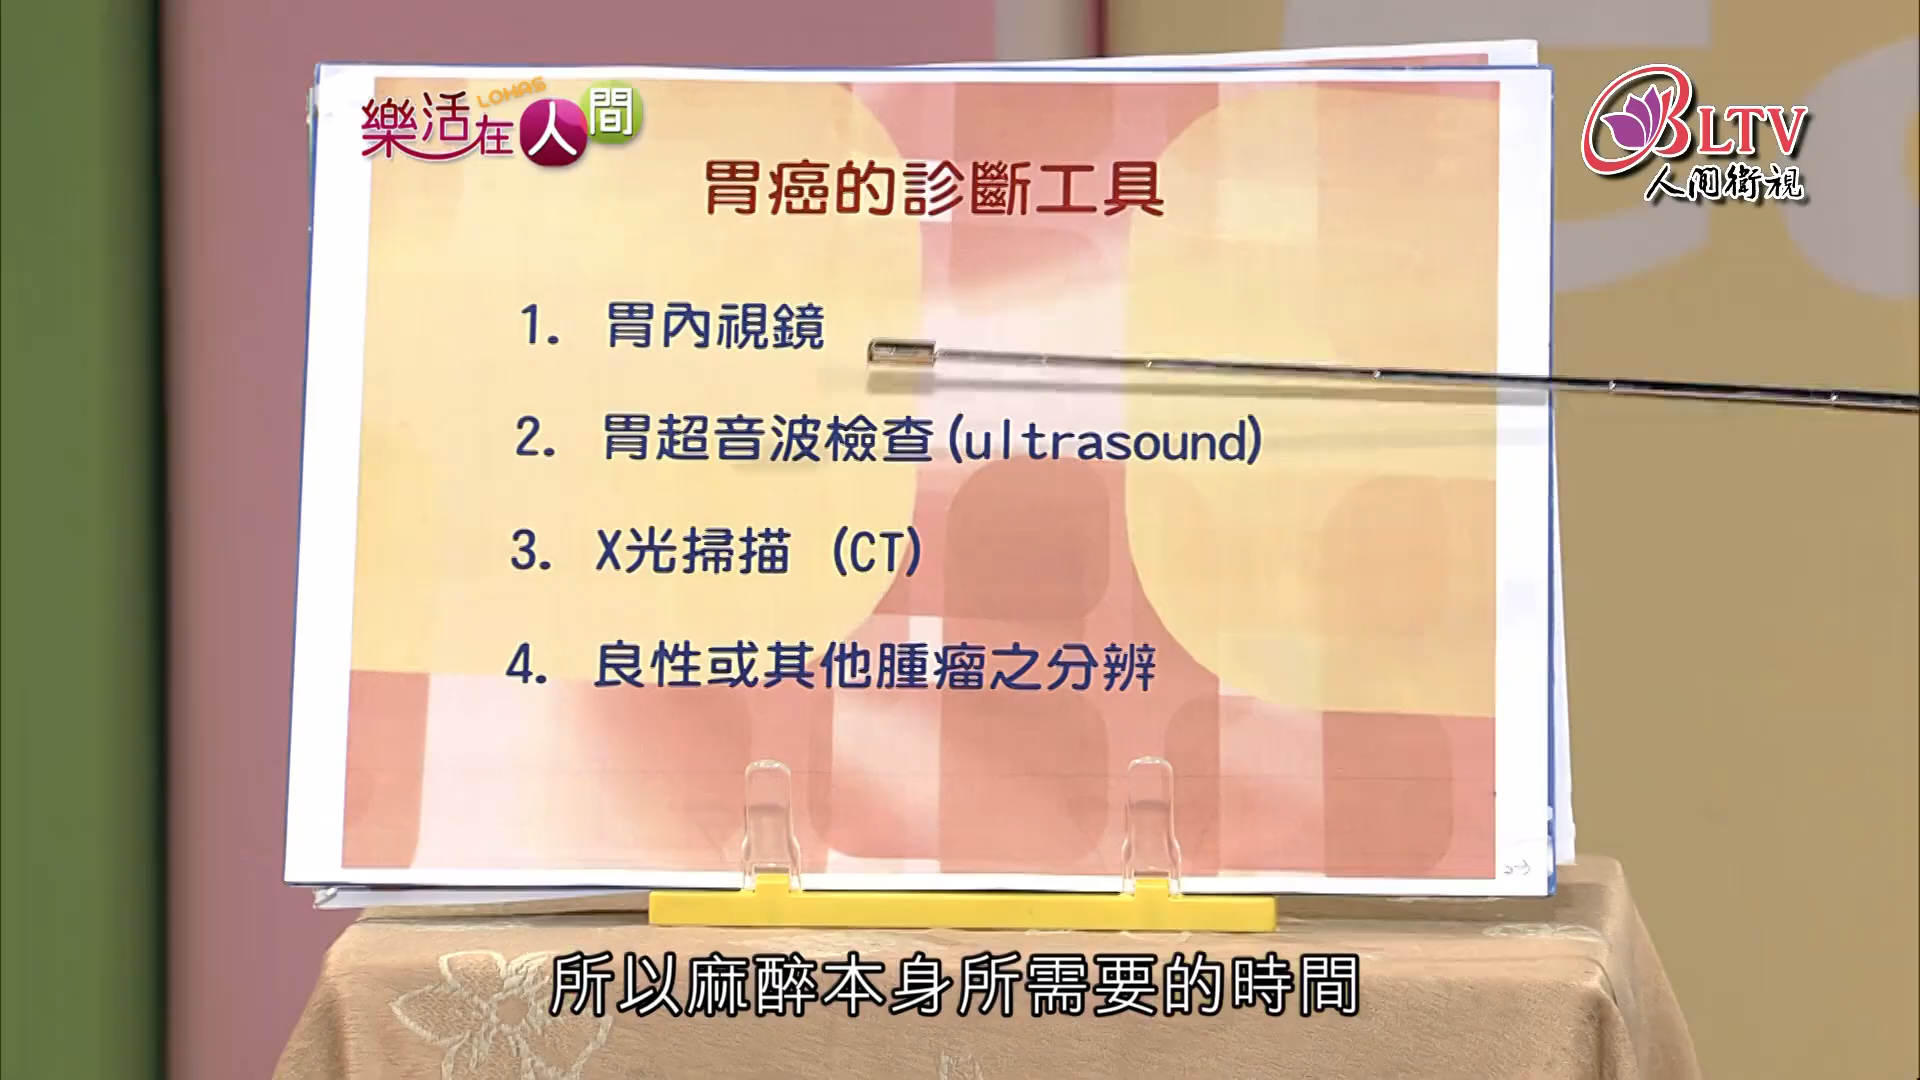 樂活在人間
LOHAS
BLTV
人間衛視
胃癌的診斷工具
1. 胃內視鏡
2. 胃超音波檢查(ultrasound)
3. X光掃描 (CT)
4. 良性或其他腫瘤之分辨
所以麻醉本身所需要的時間